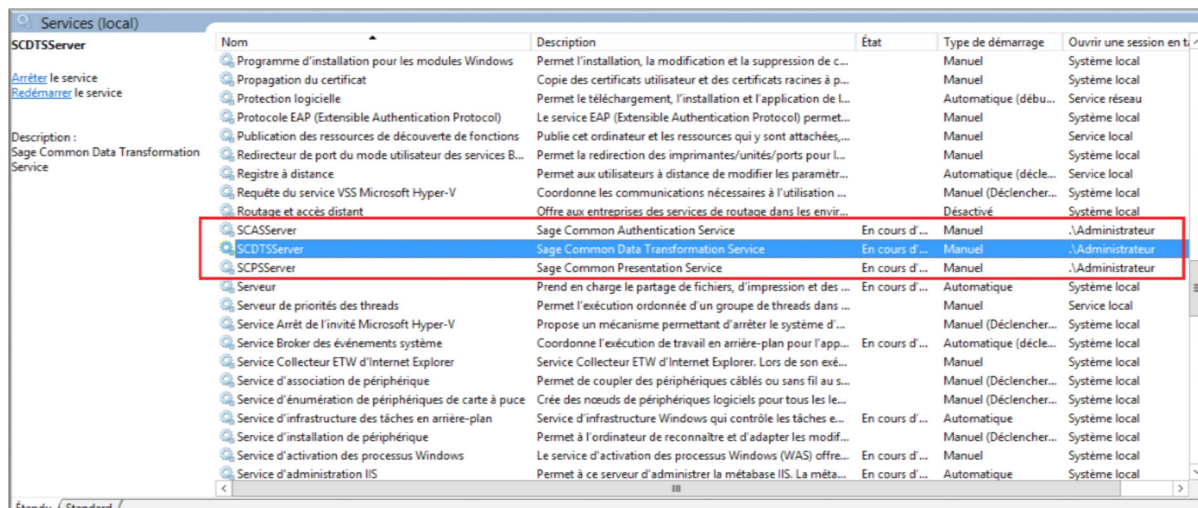 Services (local)
SCDTSServer
Arrêter le service
Redémarrer le service
Description :
Sage Common Data Transformation
Service
Nom Description État Type de démarrage Ouvrir une session en t
Programme d'installation pour les modules Windows Permet l'installation, la modification et la suppression de c... Manuel Système local
Propagation du certificat Copie des certificats utilisateur et des certificats racines à p... Manuel Système local
Protection logicielle Permet le téléchargement, l'installation et l'application de l... Automatique (débu... Service réseau
Protocole EAP (Extensible Authentication Protocol) Le service EAP (Extensible Authentication Protocol) permet... Manuel Système local
Publication des ressources de découverte de fonctions Publie cet ordinateur et les ressources qui y sont attachées,... Manuel Service local
Redirecteur de port du mode utilisateur des services B... Permet la redirection des imprimantes/unités/ports pour l... Manuel Système local
Registre à distance Permet aux utilisateurs à distance de modifier les paramètr... Automatique (décle... Service local
Requête du service VSS Microsoft Hyper-V Coordonne les communications nécessaires à l'utilisation ... Manuel (Déclencher... Système local
Routage et accès distant Offre aux entreprises des services de routage dans les envir... Désactivé Système local
SCASServer Sage Common Authentication Service En cours d'... Manuel .\Administrateur
SCDTSServer Sage Common Data Transformation Service En cours d'... Manuel .\Administrateur
SCPSServer Sage Common Presentation Service En cours d'... Manuel .\Administrateur
Serveur Prend en charge le partage de fichiers, d'impression et des ... En cours d'... Automatique Système local
Serveur de priorités des threads Permet l'exécution ordonnée d'un groupe de threads dans ... Manuel Service local
Service Arrêt de l'invité Microsoft Hyper-V Propose un mécanisme permettant d'arrêter le système d'... Manuel (Déclencher... Système local
Service Broker des événements système Coordonne l'exécution de travail en arrière-plan pour l'app... En cours d'... Automatique (décle... Système local
Service Collecteur ETW d'Internet Explorer Service Collecteur ETW d'Internet Explorer. Lors de son exé... Manuel Système local
Service d'association de périphérique Permet de coupler des périphériques câblés ou sans fil au s... Manuel (Déclencher... Système local
Service d'énumération de périphériques de carte à puce Crée des nœuds de périphériques logiciels pour tous les le... Manuel (Déclencher... Système local
Service d'infrastructure des tâches en arrière-plan Service d'infrastructure Windows qui contrôle les tâches e... En cours d'... Automatique Système local
Service d'installation de périphérique Permet à l'ordinateur de reconnaître et d'adapter les modif... Manuel (Déclencher... Système local
Service d'activation des processus Windows Le service d'activation des processus Windows (WAS) offre... En cours d'... Manuel Système local
Service d'administration IIS Permet à ce serveur d'administrer la métabase IIS. La méta... En cours d'... Automatique Système local
Étendu Standard